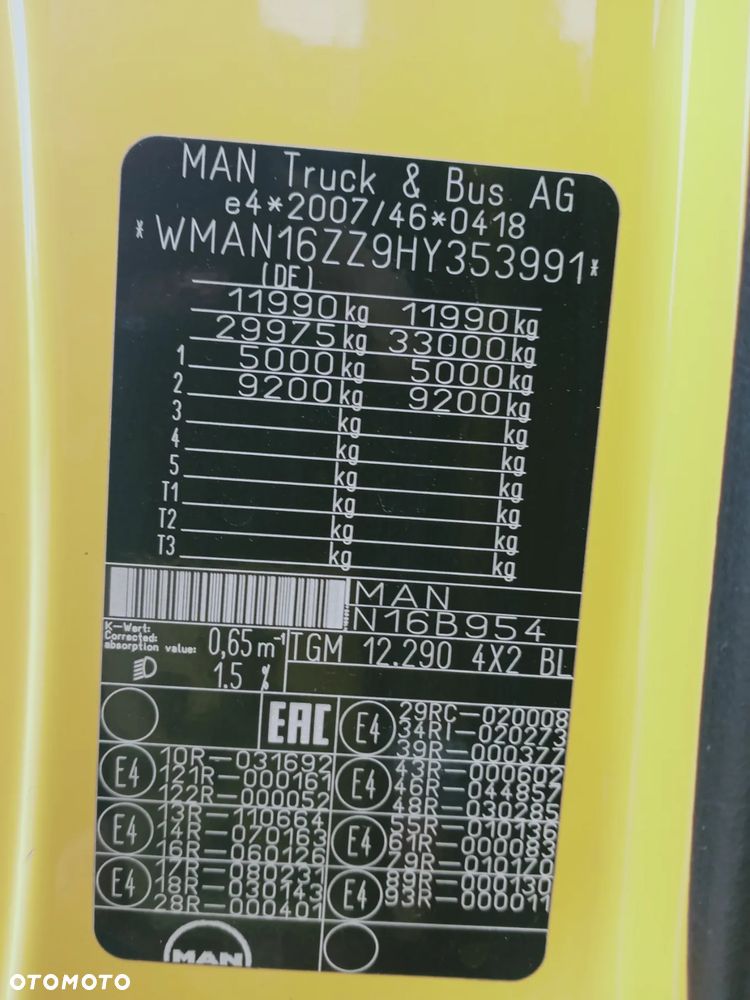 MAN Truck & Bus AG
e4*2007/46*0418
*WMAN16ZZ9HY353991*
(DE)
11990 kg 11990 kg
29975 kg 33000 kg
1 5000 kg 5000 kg
2 9200 kg 9200 kg
3 kg kg
4 kg kg
5 kg kg
T1 kg kg
T2 kg kg
T3 kg kg
MAN
N16B954
K-Wert:
Corrected
absorption value: 0,65 m-1
1.5 %
TGM 12.290 4X2 BL
EAC
E4
29RC-020008
34RI-020273
39R-000377
E4
10R-031692
121R-000161
122R-000052
E4
43R-000602
46R-044857
48R-030285
E4
13R-110664
14R-070163
16R-060126
E4
55R-010136
61R-000083
79R-010170
E4
17R-080231
18R-030143
28R-000401
E4
89R-000130
93R-000011
MAN
OTOMOTO